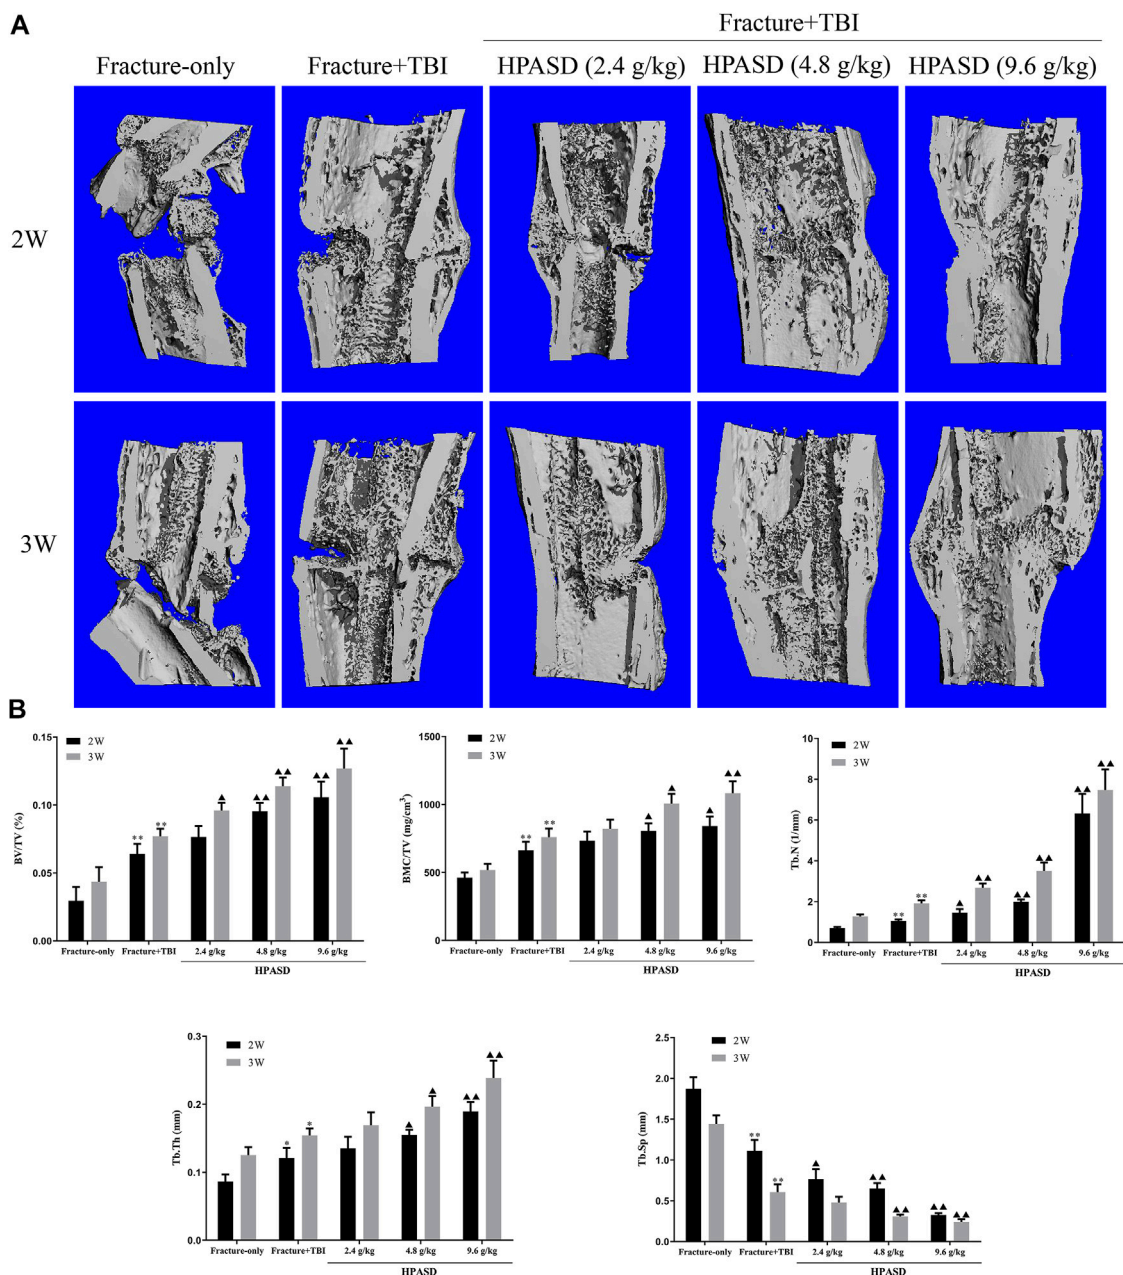 A
Fracture+TBI
Fracture-only
Fracture+TBI
HPASD (2.4 g/kg)
HPASD (4.8 g/kg)
HPASD (9.6 g/kg)
2W
3W
B
0.15
0.10
0.05
0.00
BV/TV (%)
2W
3W
**
**
▲
▲▲
▲▲
▲▲
▲▲
Fracture-only
Fracture+TBI
2.4 g/kg
4.8 g/kg
9.6 g/kg
HPASD
1500
1000
500
0
BMC/TV (mg/cm³)
2W
3W
**
**
▲
▲
▲
▲▲
Fracture-only
Fracture+TBI
2.4 g/kg
4.8 g/kg
9.6 g/kg
HPASD
10
8
6
4
2
0
Tb.N (1/mm)
2W
3W
**
**
▲
▲▲
▲▲
▲▲
▲▲
▲▲
Fracture-only
Fracture+TBI
2.4 g/kg
4.8 g/kg
9.6 g/kg
HPASD
0.3
0.2
0.1
0.0
Tb.Th (mm)
2W
3W
*
*
▲
▲
▲▲
▲▲
Fracture-only
Fracture+TBI
2.4 g/kg
4.8 g/kg
9.6 g/kg
HPASD
2.5
2.0
1.5
1.0
0.5
0.0
Tb.Sp (mm)
2W
3W
**
**
▲
▲▲
▲▲
▲▲
▲▲
Fracture-only
Fracture+TBI
2.4 g/kg
4.8 g/kg
9.6 g/kg
HPASD